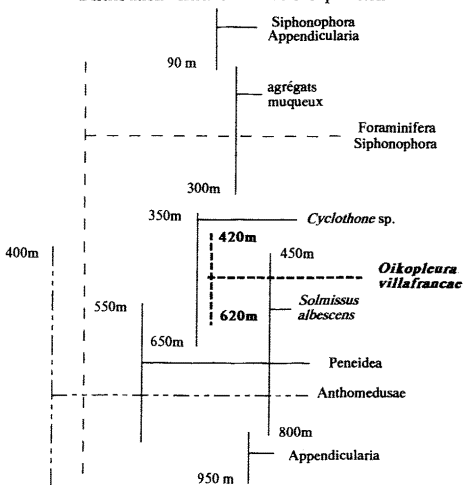 Siphonophora
Appendicularia
90 m
agrégats
muqueux
Foraminifera
Siphonophora
300m
350m
Cyclothone sp.
420m
400m
450m
Oikopleura
villafrancae
550m
Solmissus
albescens
620m
650m
Peneidea
Anthomedusae
800m
Appendicularia
950 m